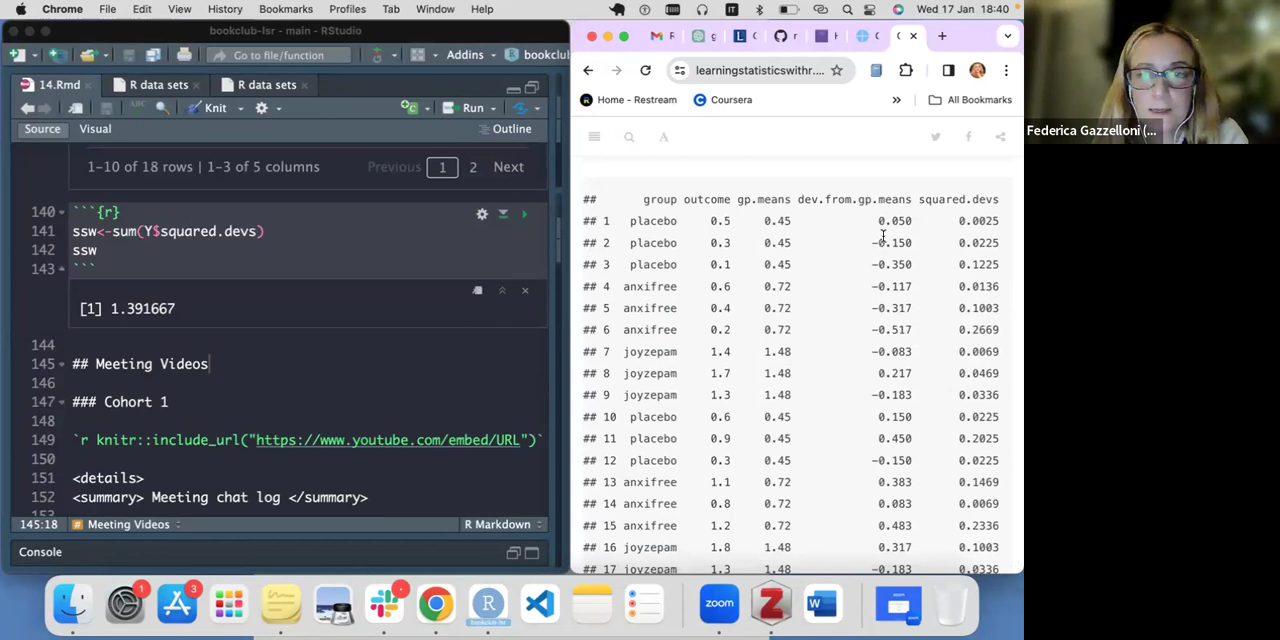 Chrome File Edit View History Bookmarks Profiles Tab Window Help IT Wed 17 Jan 18:40
bookclub-lsr - main - RStudio
Go to file/function Addins bookclu
14.Rmd R data sets R data sets
Knit Run
Source Visual Outline
1–10 of 18 rows | 1–3 of 5 columns Previous 1 2 Next
140 ```{r}
141 ssw<-sum(Y$squared.devs)
142 ssw
143 ```
[1] 1.391667
144
145 ## Meeting Videos
146
147 ### Cohort 1
148
149 `r knitr::include_url("https://www.youtube.com/embed/URL")`
150
151 <details>
152 <summary> Meeting chat log </summary>
145:18 # Meeting Videos R Markdown
Console
learningstatisticswithr....
Home - Restream Coursera » All Bookmarks
## group outcome gp.means dev.from.gp.means squared.devs
## 1 placebo 0.5 0.45 0.050 0.0025
## 2 placebo 0.3 0.45 -0.150 0.0225
## 3 placebo 0.1 0.45 -0.350 0.1225
## 4 anxifree 0.6 0.72 -0.117 0.0136
## 5 anxifree 0.4 0.72 -0.317 0.1003
## 6 anxifree 0.2 0.72 -0.517 0.2669
## 7 joyzepam 1.4 1.48 -0.083 0.0069
## 8 joyzepam 1.7 1.48 0.217 0.0469
## 9 joyzepam 1.3 1.48 -0.183 0.0336
## 10 placebo 0.6 0.45 0.150 0.0225
## 11 placebo 0.9 0.45 0.450 0.2025
## 12 placebo 0.3 0.45 -0.150 0.0225
## 13 anxifree 1.1 0.72 0.383 0.1469
## 14 anxifree 0.8 0.72 0.083 0.0069
## 15 anxifree 1.2 0.72 0.483 0.2336
## 16 joyzepam 1.8 1.48 0.317 0.1003
## 17 joyzepam 1.3 1.48 -0.183 0.0336
Federica Gazzelloni (...
1 3
zoom